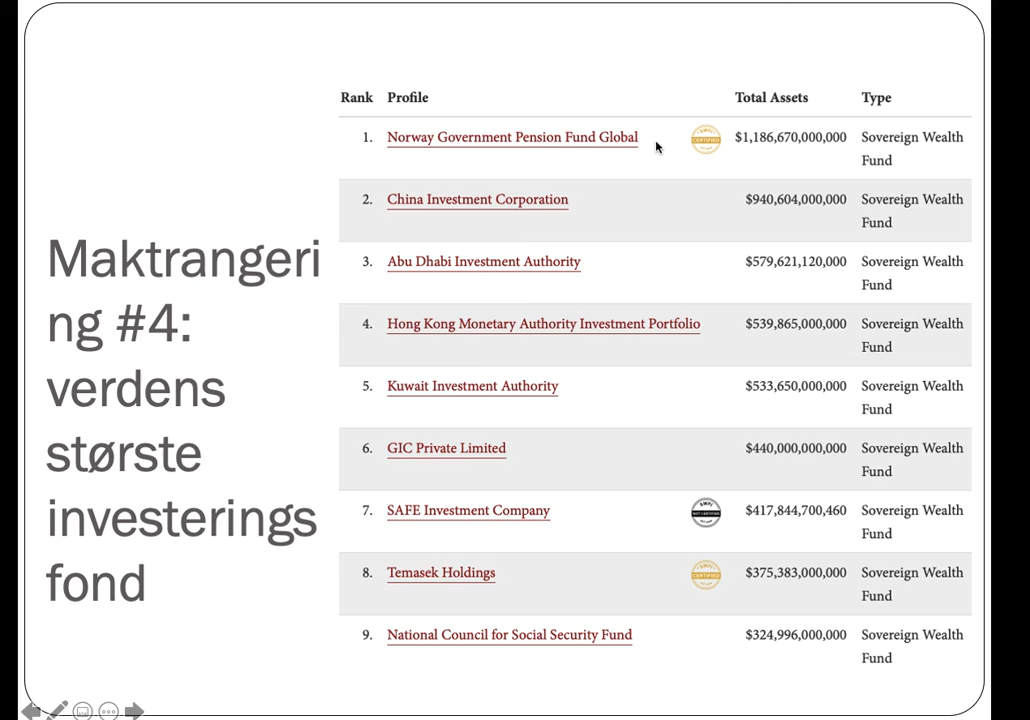 Maktrangeri
ng #4:
verdens
største
investerings
fond
Rank Profile Total Assets Type
1. Norway Government Pension Fund Global CERTIFIED $1,186,670,000,000 Sovereign Wealth
Fund
2. China Investment Corporation $940,604,000,000 Sovereign Wealth
Fund
3. Abu Dhabi Investment Authority $579,621,120,000 Sovereign Wealth
Fund
4. Hong Kong Monetary Authority Investment Portfolio $539,865,000,000 Sovereign Wealth
Fund
5. Kuwait Investment Authority $533,650,000,000 Sovereign Wealth
Fund
6. GIC Private Limited $440,000,000,000 Sovereign Wealth
Fund
7. SAFE Investment Company NOT CERTIFIED $417,844,700,460 Sovereign Wealth
Fund
8. Temasek Holdings CERTIFIED $375,383,000,000 Sovereign Wealth
Fund
9. National Council for Social Security Fund $324,996,000,000 Sovereign Wealth
Fund